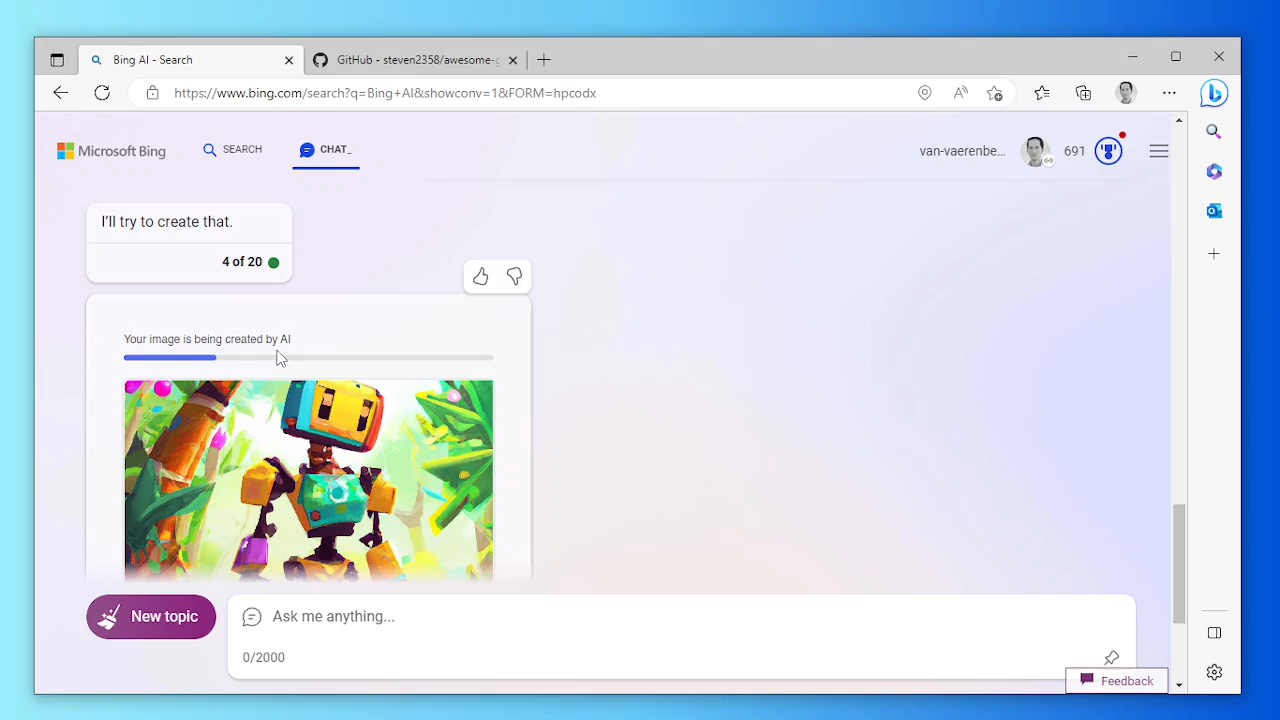 Bing AI - Search
GitHub - steven2358/awesome-g
https://www.bing.com/search?q=Bing+AI&showconv=1&FORM=hpcodx
Microsoft Bing
SEARCH
CHAT_
van-vaerenbe...
691
I'll try to create that.
4 of 20
Your image is being created by AI
New topic
Ask me anything...
0/2000
Feedback